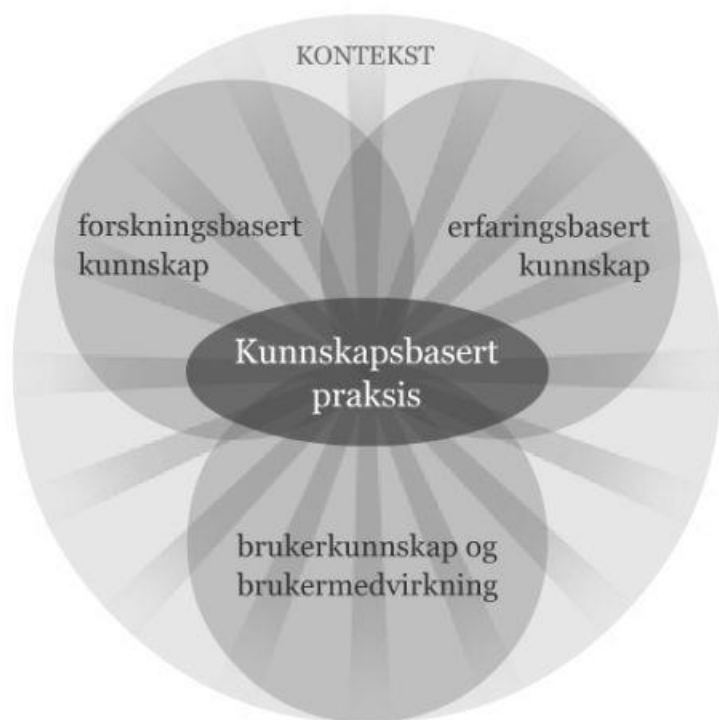 KONTEKST
forskningsbasert
kunnskap
erfaringsbasert
kunnskap
Kunnskapsbasert
praksis
brukerkunnskap og
brukermedvirkning